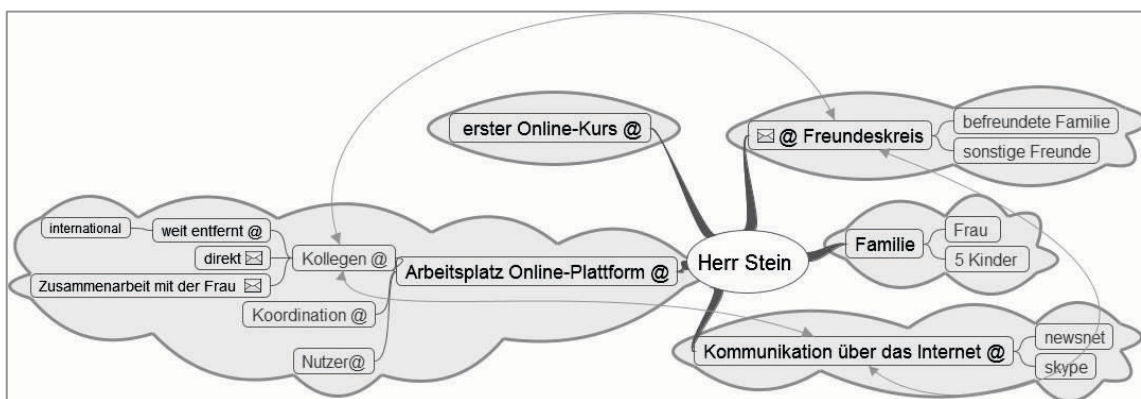 erster Online-Kurs @
@ Freundeskreis
befreundete Familie
sonstige Freunde
international
weit entfernt @
direkt
Zusammenarbeit mit der Frau
Kollegen @
Koordination @
Nutzer@
Arbeitsplatz Online-Plattform @
Herr Stein
Familie
Frau
5 Kinder
Kommunikation über das Internet @
newsnet
skype